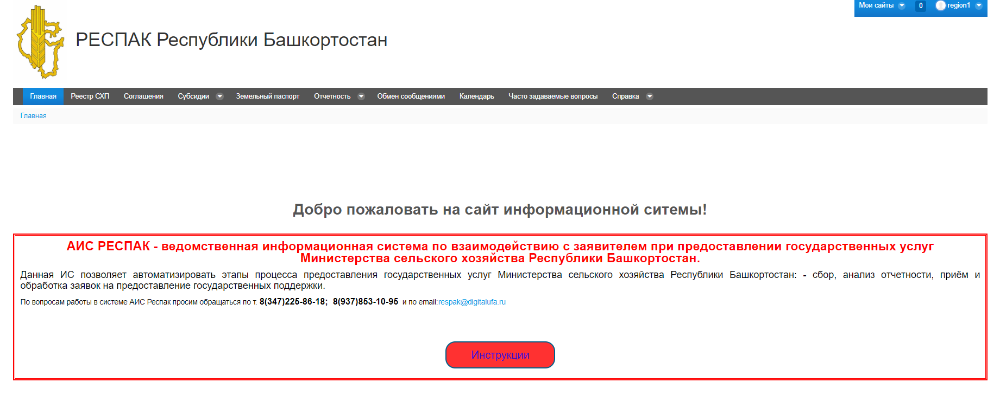 Мои сайты 0 region1
РЕСПАК Республики Башкортостан
Главная Реестр СХП Соглашения Субсидии Земельный паспорт Отчетность Обмен сообщениями Календарь Часто задаваемые вопросы Справка
Главная
Добро пожаловать на сайт информационной ситемы!
АИС РЕСПАК - ведомственная информационная система по взаимодействию с заявителем при предоставлении государственных услуг
Министерства сельского хозяйства Республики Башкортостан.
Данная ИС позволяет автоматизировать этапы процесса предоставления государственных услуг Министерства сельского хозяйства Республики Башкортостан: - сбор, анализ отчетности, приём и
обработка заявок на предоставление государственных поддержки.
По вопросам работы в системе АИС Респак просим обращаться по т. 8(347)225-86-18; 8(937)853-10-95 и по email:respak@digitalufa.ru
Инструкции